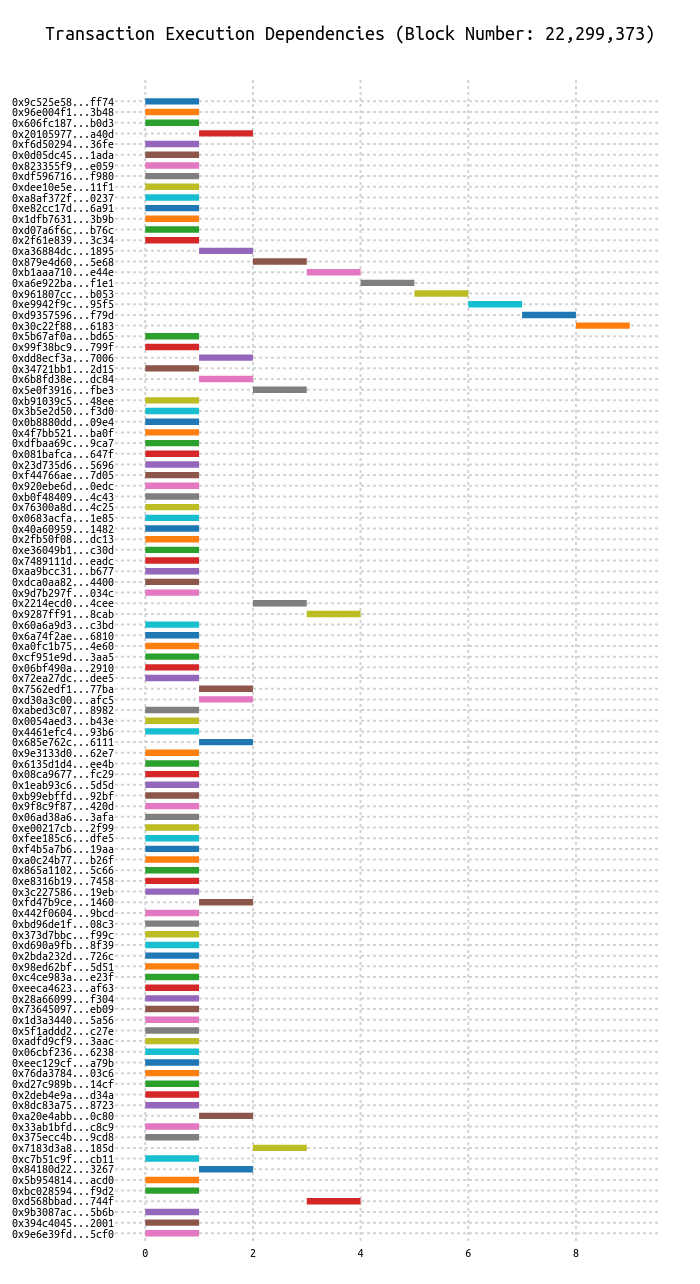 Transaction Execution Dependencies (Block Number: 22,299,373)
0x9c525e58...ff74
0x96e004f1...3b48
0x606fc187...b0d3
0x20105977...a40d
0xf6d50294...36fe
0x0d05dc45...1ada
0x823355f9...e059
0xdf596716...f980
0xdee10e5e...11f1
0xa8af372f...0237
0xe82cc17d...6a91
0x1dfb7631...3b9b
0xd07a6f6c...b76c
0x2f61e839...3c34
0xa36884dc...1895
0x879e4d60...5e68
0xb1aaa710...e44e
0xa6e922ba...f1e1
0x961807cc...b053
0xe9942f9c...95f5
0xd9357596...f79d
0x30c22f88...6183
0x5b67af0a...bd65
0x99f38bc9...799f
0xdd8ecf3a...7006
0x34721bb1...2d15
0x6b8fd38e...dc84
0x5e0f3916...fbe3
0xb91039c5...48ee
0x3b5e2d50...f3d0
0x0b8880dd...09e4
0x4f7bb521...ba0f
0xdfbaa69c...9ca7
0x081bafca...647f
0x23d735d6...5696
0xf44766ae...7d05
0x920ebe6d...0edc
0xb0f48409...4c43
0x76300a8d...4c25
0x0683acfa...1e85
0x40a60959...1482
0x2fb50f08...dc13
0xe36049b1...c30d
0x7489111d...eadc
0xaa9bcc31...b677
0xdca0aa82...4400
0x9d7b297f...034c
0x2214ecd0...4cee
0x9287ff91...8cab
0x60a6a9d3...c3bd
0x6a74f2ae...6810
0xa0fc1b75...4e60
0xcf951e9d...3aa5
0x06bf490a...2910
0x72ea27dc...dee5
0x7562edf1...77ba
0xd30a3c00...afc5
0xabed3c07...8982
0x0054aed3...b43e
0x4461efc4...93b6
0x685e762c...6111
0x9e3133d0...62e7
0x6135d1d4...ee4b
0x08ca9677...fc29
0x1eab93c6...5d5d
0xb99ebffd...92bf
0x9f8c9f87...420d
0x06ad38a6...3afa
0xe00217cb...2f99
0xfee185c6...dfe5
0xf4b5a7b6...19aa
0xa0c24b77...b26f
0x865a1102...5c66
0xe8316b19...7458
0x3c227586...19eb
0xfd47b9ce...1460
0x442f0604...9bcd
0xbd96de1f...08c3
0x373d7bbc...f99c
0xd690a9fb...8f39
0x2bda232d...726c
0x98ed62bf...5d51
0xc4ce983a...e23f
0xeeca4623...af63
0x28a66099...f304
0x73645097...eb09
0x1d3a3440...5a56
0x5f1addd2...c27e
0xadfd9cf9...3aac
0x06cbf236...6238
0xeec129cf...a79b
0x76da3784...03c6
0xd27c989b...14cf
0x2deb4e9a...d34a
0x8dc83a75...8723
0xa20e4abb...0c80
0x33ab1bfd...c8c9
0x375ecc4b...9cd8
0x7183d3a8...185d
0xc7b51c9f...cb11
0x84180d22...3267
0x5b954814...acd0
0xbc028594...f9d2
0xd568bbad...744f
0x9b3087ac...5b6b
0x394c4045...2001
0x9e6e39fd...5cf0
0 2 4 6 8